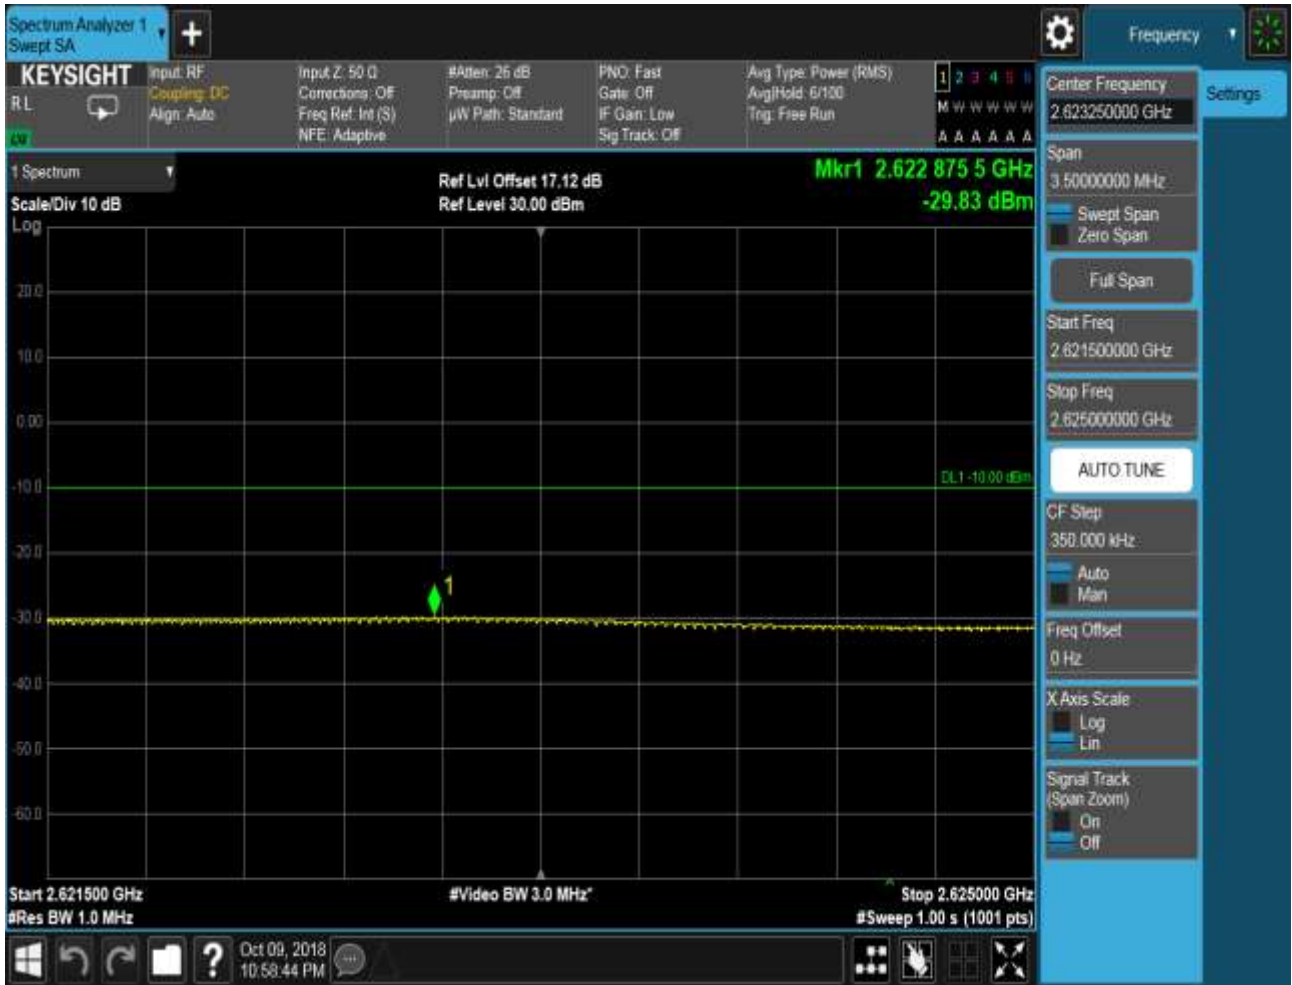 Spectrum Analyzer 1
Swept SA
+
Frequency
KEYSIGHT
RL
LXI
Input: RF
Coupling: DC
Align: Auto
Input Z: 50 Ω
Corrections: Off
Freq Ref: Int (S)
NFE: Adaptive
#Atten: 26 dB
Preamp: Off
µW Path: Standard
PNO: Fast
Gate: Off
IF Gain: Low
Sig Track: Off
Avg Type: Power (RMS)
Avg|Hold: 6/100
Trig: Free Run
1 2 3 4 5 6
M W W W W W
A A A A A A
1 Spectrum
Scale/Div 10 dB
Log
Ref Lvl Offset 17.12 dB
Ref Level 30.00 dBm
Mkr1 2.622 875 5 GHz
-29.83 dBm
20.0
10.0
0.00
-10.0
DL1 -10.00 dBm
-20.0
1
-30.0
-40.0
-50.0
-60.0
Start 2.621500 GHz
#Res BW 1.0 MHz
#Video BW 3.0 MHz*
Stop 2.625000 GHz
#Sweep 1.00 s (1001 pts)
Center Frequency
2.623250000 GHz
Settings
Span
3.50000000 MHz
Swept Span
Zero Span
Full Span
Start Freq
2.621500000 GHz
Stop Freq
2.625000000 GHz
AUTO TUNE
CF Step
350.000 kHz
Auto
Man
Freq Offset
0 Hz
X Axis Scale
Log
Lin
Signal Track
(Span Zoom)
On
Off
?
Oct 09, 2018
10:58:44 PM